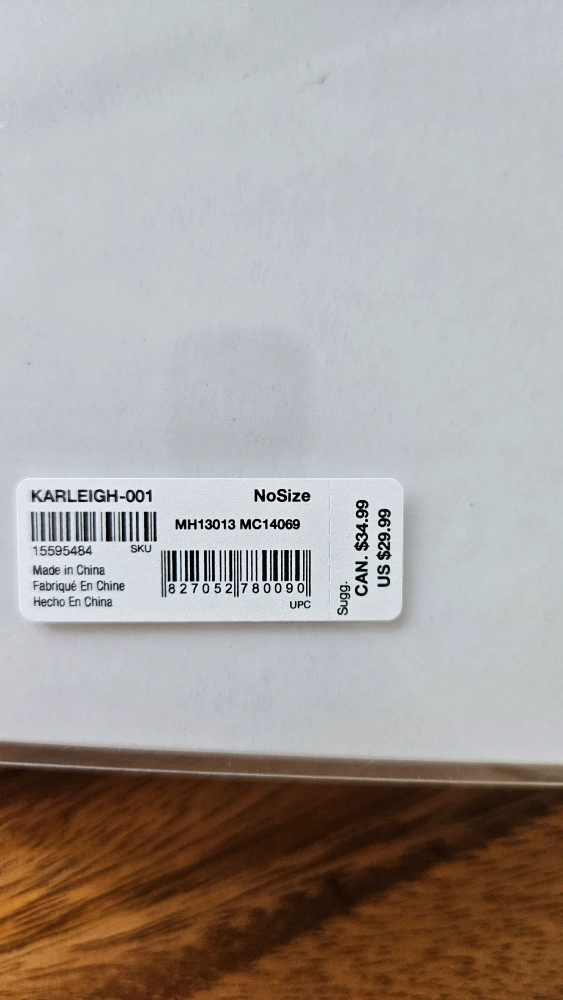 KARLEIGH-001
NoSize
MH13013 MC14069
15595484 SKU
Made in China
Fabriqué En Chine
Hecho En China
827052 780090
UPC
Sugg.
CAN. $34.99
US $29.99